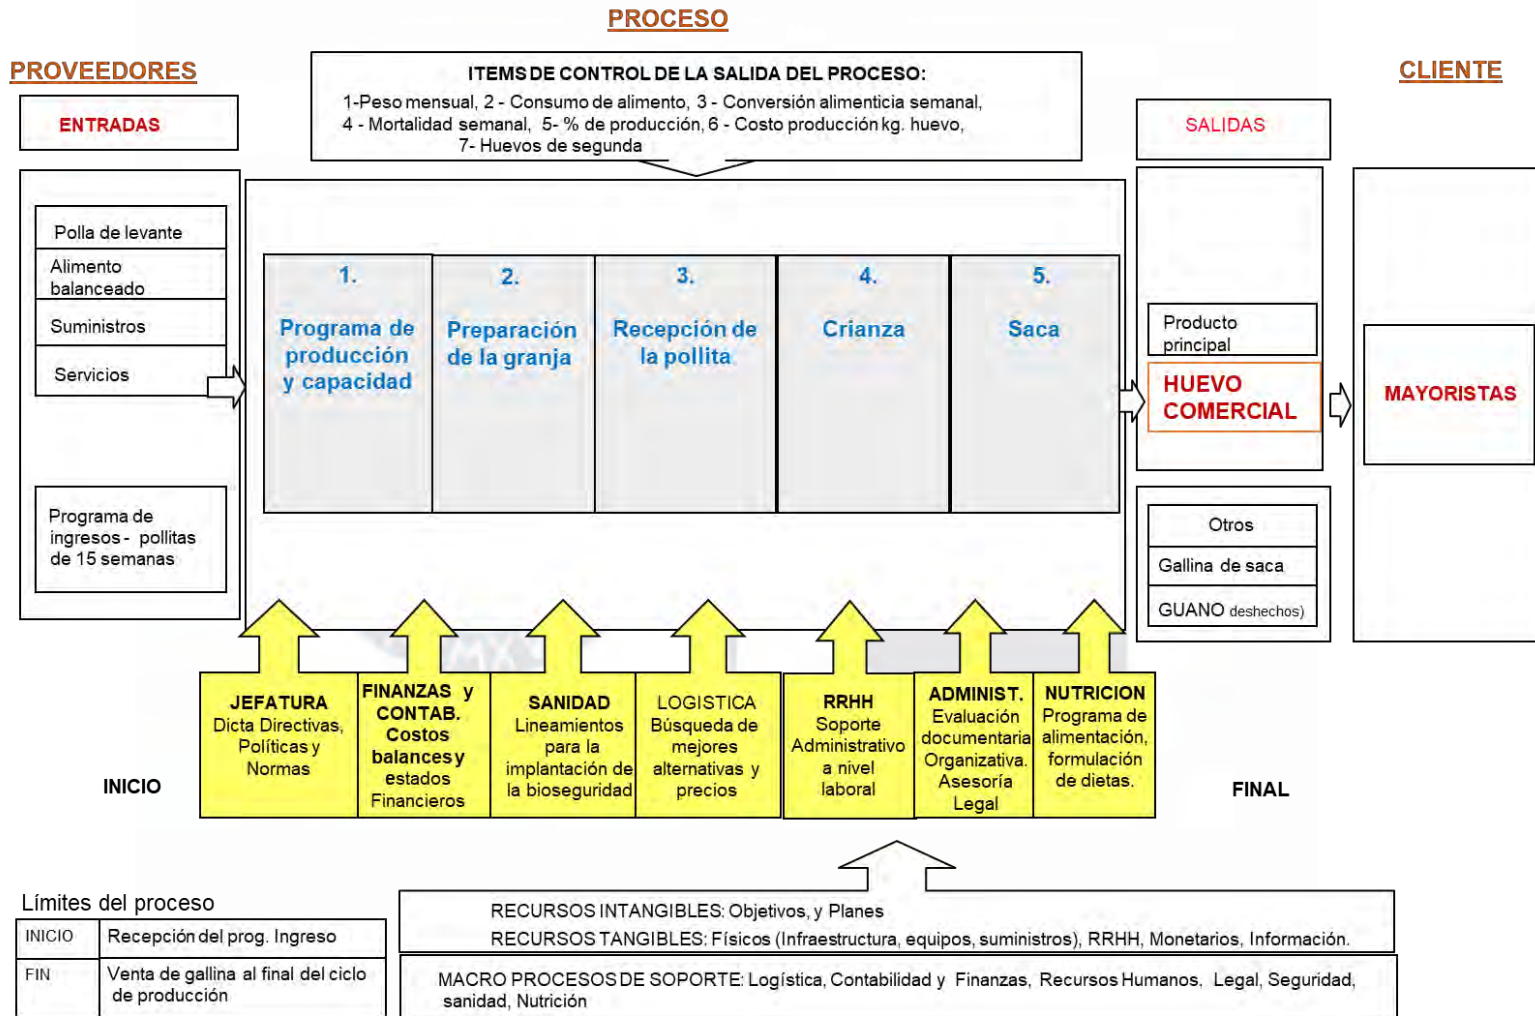 PROCESO
PROVEEDORES
CLIENTE
ITEMS DE CONTROL DE LA SALIDA DEL PROCESO:
1-Peso mensual, 2 - Consumo de alimento, 3 - Conversión alimenticia semanal,
4 - Mortalidad semanal, 5- % de producción, 6 - Costo producción kg. huevo,
7- Huevos de segunda
ENTRADAS
SALIDAS
Polla de levante
Alimento
balanceado
Suministros
Servicios
Programa de
ingresos - pollitas
de 15 semanas
1.
Programa de
producción
y capacidad
2.
Preparación
de la granja
3.
Recepción de
la pollita
4.
Crianza
5.
Saca
Producto
principal
HUEVO
COMERCIAL
MAYORISTAS
Otros
Gallina de saca
GUANO deshechos)
INICIO
JEFATURA
Dicta Directivas,
Políticas y
Normas
FINANZAS y
CONTAB.
Costos
balances y
estados
Financieros
SANIDAD
Lineamientos
para la
implantación de
la bioseguridad
LOGISTICA
Búsqueda de
mejores
alternativas y
precios
RRHH
Soporte
Administrativo
a nivel
laboral
ADMINIST.
Evaluación
documentaria
Organizativa.
Asesoría
Legal
NUTRICION
Programa de
alimentación,
formulación
de dietas.
FINAL
Límites del proceso
INICIO Recepción del prog. Ingreso
FIN Venta de gallina al final del ciclo
de producción
RECURSOS INTANGIBLES: Objetivos, y Planes
RECURSOS TANGIBLES: Físicos (Infraestructura, equipos, suministros), RRHH, Monetarios, Información.
MACRO PROCESOS DE SOPORTE: Logística, Contabilidad y Finanzas, Recursos Humanos, Legal, Seguridad,
sanidad, Nutrición